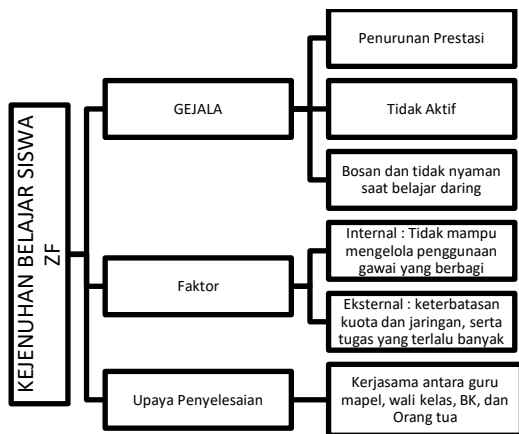 KEJENUHAN BELAJAR SISWA
ZF
GEJALA
Penurunan Prestasi
Tidak Aktif
Bosan dan tidak nyaman
saat belajar daring
Faktor
Internal : Tidak mampu
mengelola penggunaan
gawai yang berbagi
Eksternal : keterbatasan
kuota dan jaringan, serta
tugas yang terlalu banyak
Upaya Penyelesaian
Kerjasama antara guru
mapel, wali kelas, BK, dan
Orang tua